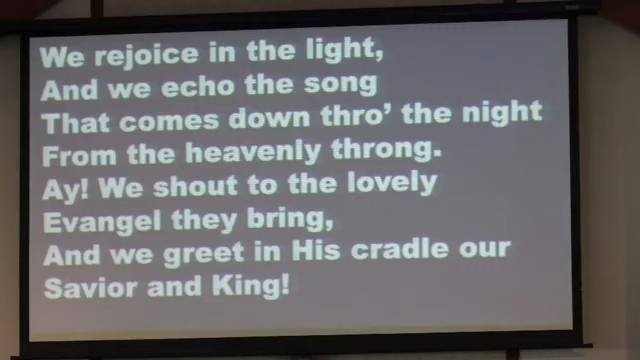 We rejoice in the light,
And we echo the song
That comes down thro’ the night
From the heavenly throng.
Ay! We shout to the lovely
Evangel they bring,
And we greet in His cradle our
Savior and King!